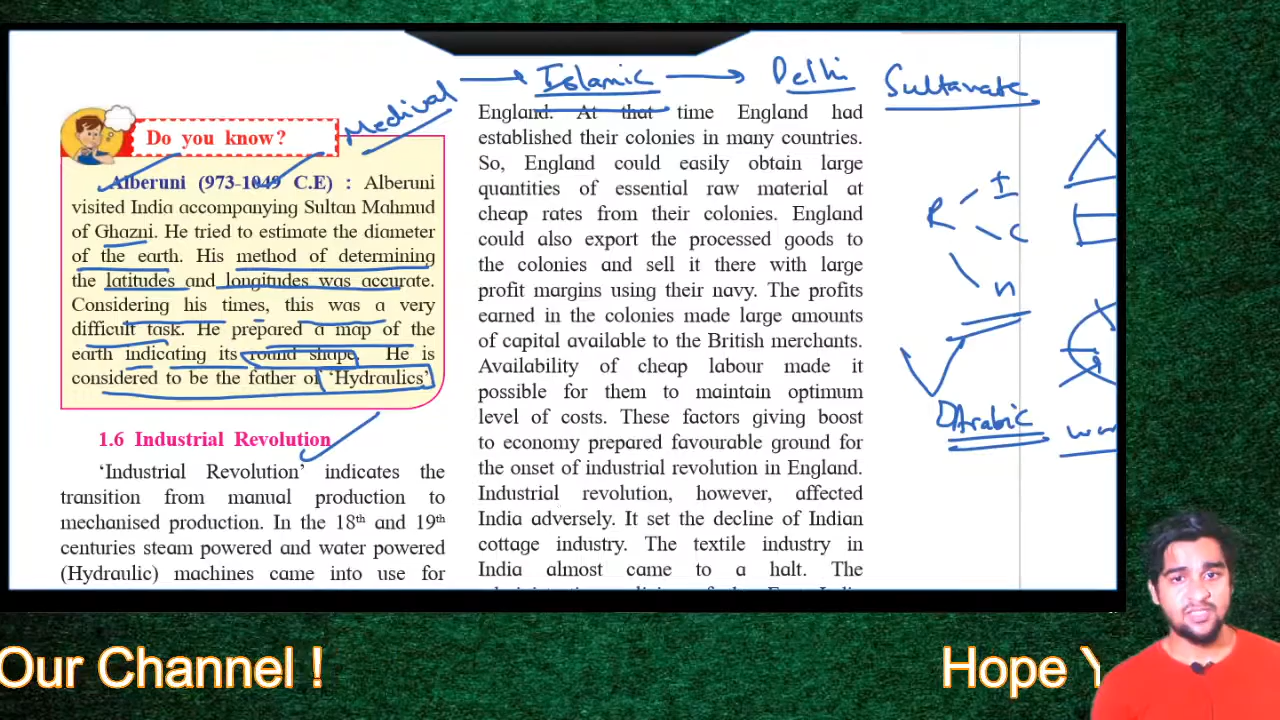 Medival → Islamic → Delhi Sultanate
Do you know?
Alberuni (973-1049 C.E) : Alberuni
visited India accompanying Sultan Mahmud
of Ghazni. He tried to estimate the diameter
of the earth. His method of determining
the latitudes and longitudes was accurate.
Considering his times, this was a very
difficult task. He prepared a map of the
earth indicating its round shape. He is
considered to be the father of 'Hydraulics'
1.6 Industrial Revolution
'Industrial Revolution' indicates the
transition from manual production to
mechanised production. In the 18th and 19th
centuries steam powered and water powered
(Hydraulic) machines came into use for
England. At that time England had
established their colonies in many countries.
So, England could easily obtain large
quantities of essential raw material at
cheap rates from their colonies. England
could also export the processed goods to
the colonies and sell it there with large
profit margins using their navy. The profits
earned in the colonies made large amounts
of capital available to the British merchants.
Availability of cheap labour made it
possible for them to maintain optimum
level of costs. These factors giving boost
to economy prepared favourable ground for
the onset of industrial revolution in England.
Industrial revolution, however, affected
India adversely. It set the decline of Indian
cottage industry. The textile industry in
India almost came to a halt. The
R
C
n
Arabic
Our Channel !
Hope